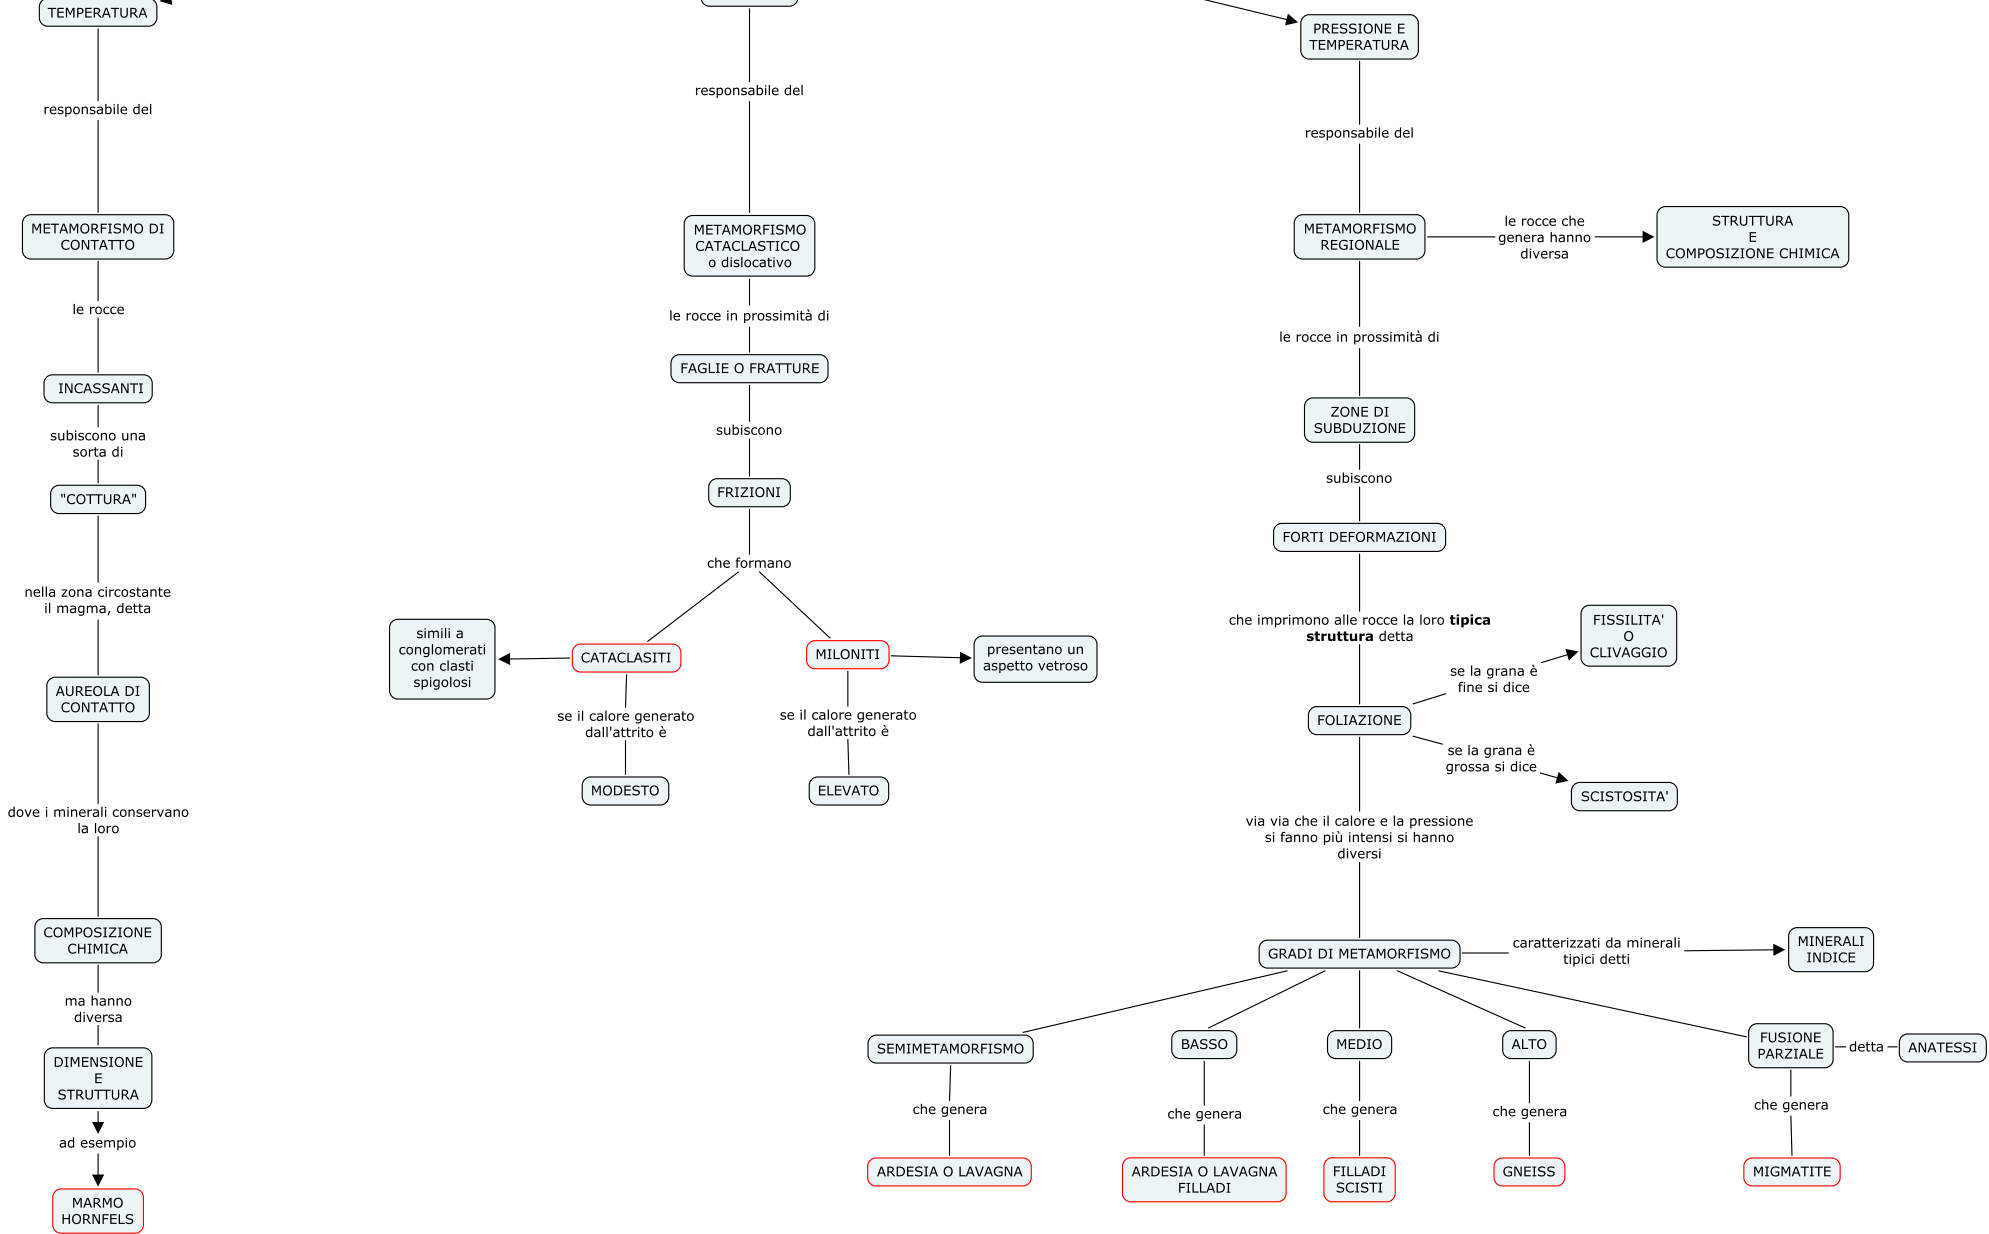 TEMPERATURA
responsabile del
METAMORFISMO DI
CONTATTO
le rocce
INCASSANTI
subiscono una
sorta di
"COTTURA"
nella zona circostante
il magma, detta
AUREOLA DI
CONTATTO
dove i minerali conservano
la loro
COMPOSIZIONE
CHIMICA
ma hanno
diversa
DIMENSIONE
E
STRUTTURA
ad esempio
MARMO
HORNFELS
responsabile del
METAMORFISMO
CATACLASTICO
o dislocativo
le rocce in prossimità di
FAGLIE O FRATTURE
subiscono
FRIZIONI
che formano
simili a
conglomerati
con clasti
spigolosi
CATACLASITI
se il calore generato
dall'attrito è
MODESTO
MILONITI
presentano un
aspetto vetroso
se il calore generato
dall'attrito è
ELEVATO
PRESSIONE E
TEMPERATURA
responsabile del
METAMORFISMO
REGIONALE
le rocce che
genera hanno
diversa
STRUTTURA
E
COMPOSIZIONE CHIMICA
le rocce in prossimità di
ZONE DI
SUBDUZIONE
subiscono
FORTI DEFORMAZIONI
che imprimono alle rocce la loro tipica
struttura detta
FOLIAZIONE
se la grana è
fine si dice
FISSILITA'
O
CLIVAGGIO
se la grana è
grossa si dice
SCISTOSITA'
via via che il calore e la pressione
si fanno più intensi si hanno
diversi
GRADI DI METAMORFISMO
caratterizzati da minerali
tipici detti
MINERALI
INDICE
SEMIMETAMORFISMO
che genera
ARDESIA O LAVAGNA
BASSO
che genera
ARDESIA O LAVAGNA
FILLADI
MEDIO
che genera
FILLADI
SCISTI
ALTO
che genera
GNEISS
FUSIONE
PARZIALE
detta
ANATESSI
che genera
MIGMATITE